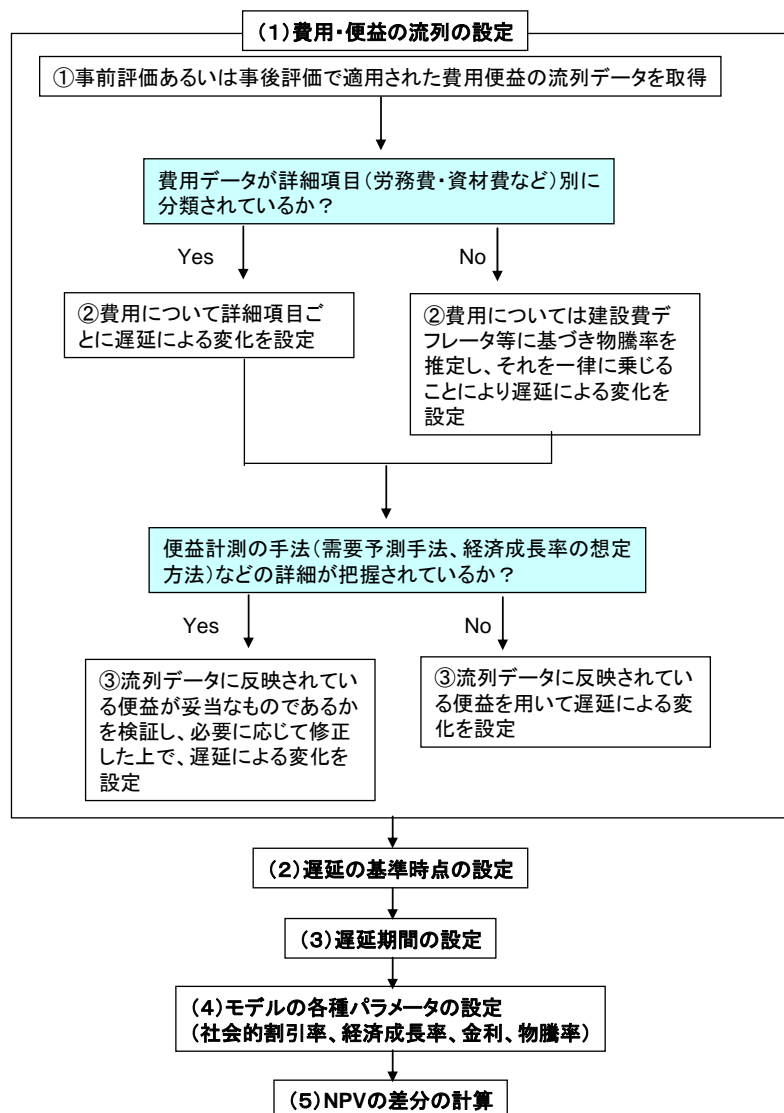 (1)費用・便益の流列の設定
①事前評価あるいは事後評価で適用された費用便益の流列データを取得
費用データが詳細項目(労務費・資材費など)別に
分類されているか?
Yes
No
②費用について詳細項目ご
とに遅延による変化を設定
②費用については建設費デ
フレータ等に基づき物騰率を
推定し、それを一律に乗じる
ことにより遅延による変化を
設定
便益計測の手法(需要予測手法、経済成長率の想定
方法)などの詳細が把握されているか?
Yes
No
③流列データに反映されてい
る便益が妥当なものであるか
を検証し、必要に応じて修正
した上で、遅延による変化を
設定
③流列データに反映されてい
る便益を用いて遅延による変
化を設定
(2)遅延の基準時点の設定
(3)遅延期間の設定
(4)モデルの各種パラメータの設定
(社会的割引率、経済成長率、金利、物騰率)
(5)NPVの差分の計算